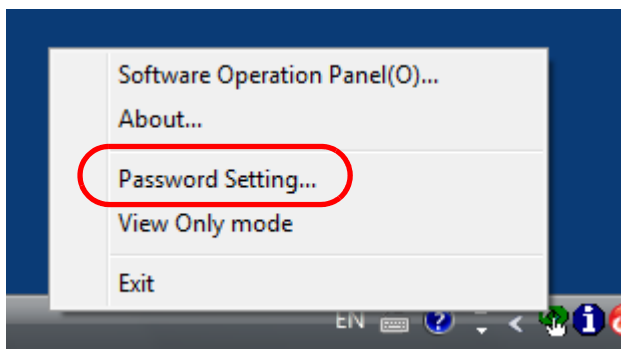 Software Operation Panel(O)...
About...
Password Setting...
View Only mode
Exit
EN